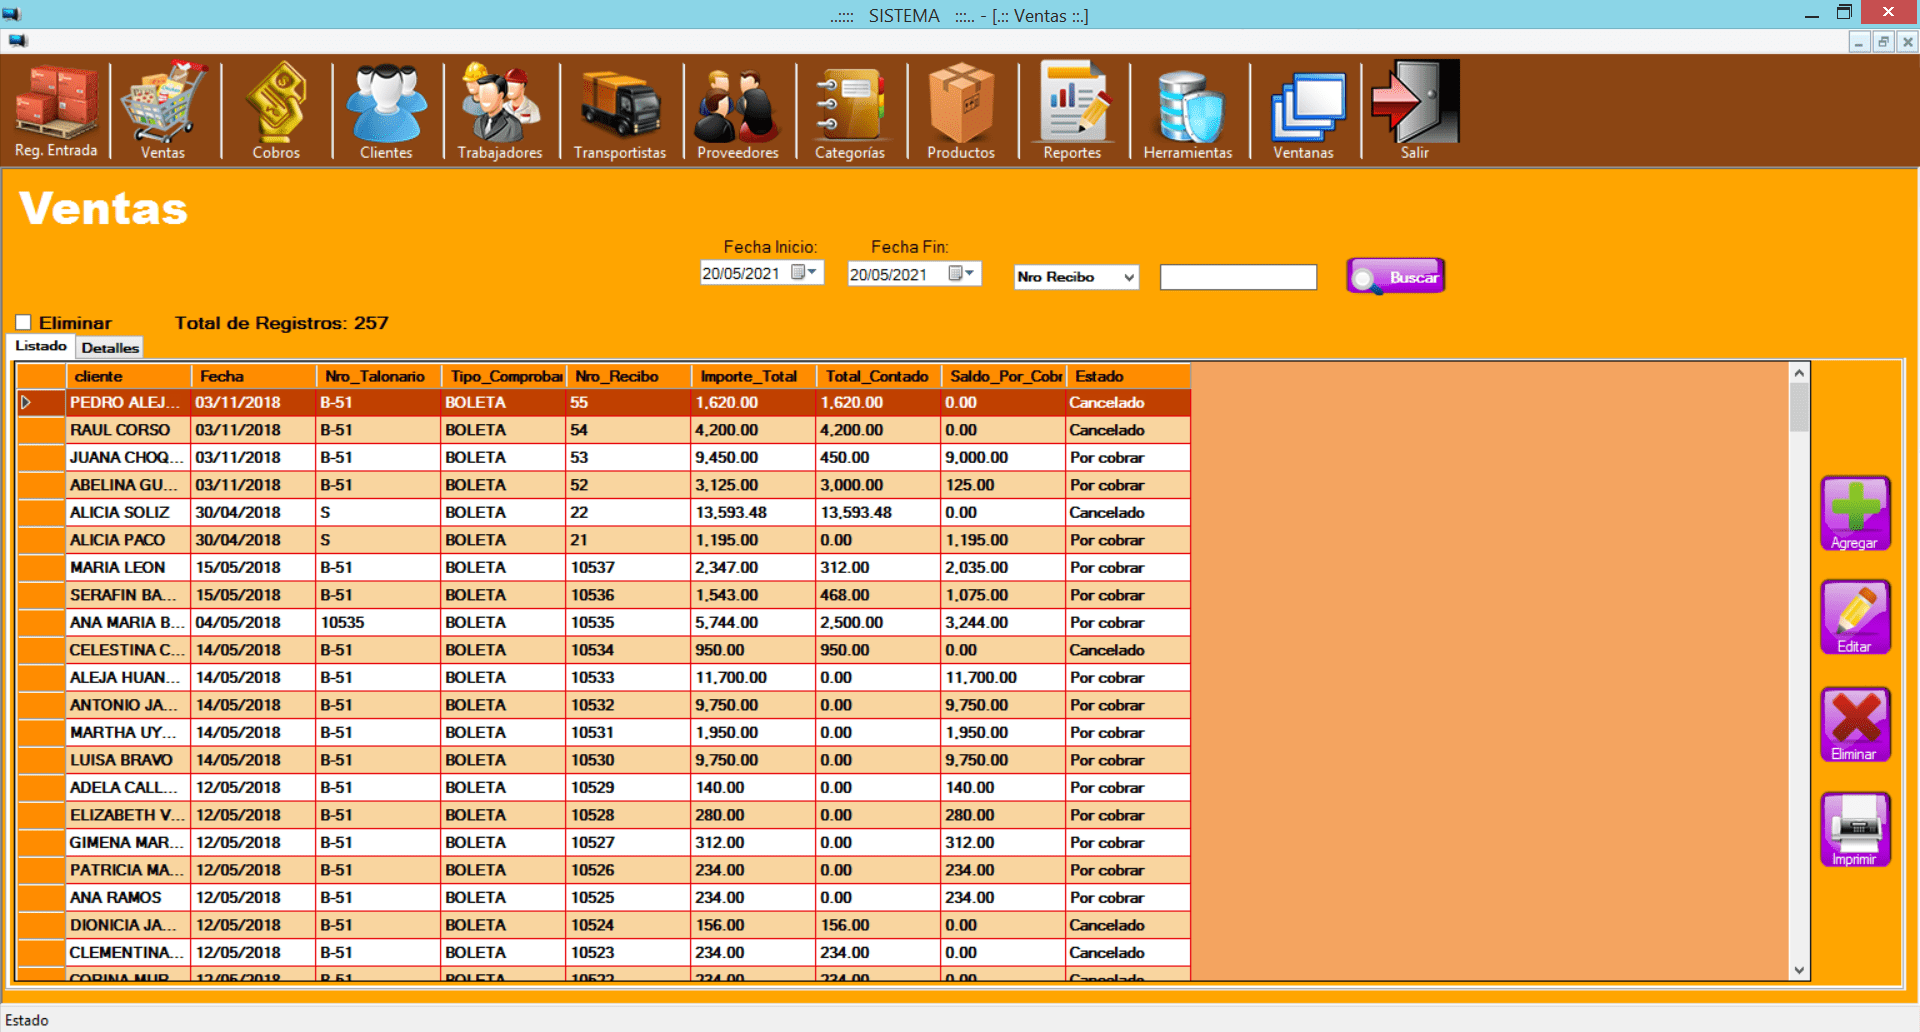 ..::::   SISTEMA   :::.. - [.:: Ventas ::.]
Reg. Entrada Ventas Cobros Clientes Trabajadores Transportistas Proveedores Categorías Productos Reportes Herramientas Ventanas Salir
Ventas
Fecha Inicio: Fecha Fin:
20/05/2021 20/05/2021 Nro Recibo Buscar
Eliminar Total de Registros: 257
Listado Detalles
cliente Fecha Nro_Talonario Tipo_Comprobar Nro_Recibo Importe_Total Total_Contado Saldo_Por_Cobr Estado
PEDRO ALEJ... 03/11/2018 B-51 BOLETA 55 1,620.00 1,620.00 0.00 Cancelado
RAUL CORSO 03/11/2018 B-51 BOLETA 54 4,200.00 4,200.00 0.00 Cancelado
JUANA CHOQ... 03/11/2018 B-51 BOLETA 53 9,450.00 450.00 9,000.00 Por cobrar
ABELINA GU... 03/11/2018 B-51 BOLETA 52 3,125.00 3,000.00 125.00 Por cobrar
ALICIA SOLIZ 30/04/2018 S BOLETA 22 13,593.48 13,593.48 0.00 Cancelado
ALICIA PACO 30/04/2018 S BOLETA 21 1,195.00 0.00 1,195.00 Por cobrar
MARIA LEON 15/05/2018 B-51 BOLETA 10537 2,347.00 312.00 2,035.00 Por cobrar
SERAFIN BA... 15/05/2018 B-51 BOLETA 10536 1,543.00 468.00 1,075.00 Por cobrar
ANA MARIA B... 04/05/2018 10535 BOLETA 10535 5,744.00 2,500.00 3,244.00 Por cobrar
CELESTINA C... 14/05/2018 B-51 BOLETA 10534 950.00 950.00 0.00 Cancelado
ALEJA HUAN... 14/05/2018 B-51 BOLETA 10533 11,700.00 0.00 11,700.00 Por cobrar
ANTONIO JA... 14/05/2018 B-51 BOLETA 10532 9,750.00 0.00 9,750.00 Por cobrar
MARTHA UY... 14/05/2018 B-51 BOLETA 10531 1,950.00 0.00 1,950.00 Por cobrar
LUISA BRAVO 14/05/2018 B-51 BOLETA 10530 9,750.00 0.00 9,750.00 Por cobrar
ADELA CALL... 12/05/2018 B-51 BOLETA 10529 140.00 0.00 140.00 Por cobrar
ELIZABETH V... 12/05/2018 B-51 BOLETA 10528 280.00 0.00 280.00 Por cobrar
GIMENA MAR... 12/05/2018 B-51 BOLETA 10527 312.00 0.00 312.00 Por cobrar
PATRICIA MA... 12/05/2018 B-51 BOLETA 10526 234.00 0.00 234.00 Por cobrar
ANA RAMOS 12/05/2018 B-51 BOLETA 10525 234.00 0.00 234.00 Por cobrar
DIONICIA JA... 12/05/2018 B-51 BOLETA 10524 156.00 156.00 0.00 Cancelado
CLEMENTINA... 12/05/2018 B-51 BOLETA 10523 234.00 234.00 0.00 Cancelado
CORINA MUR... 12/05/2018 B-51 BOLETA 10522 234.00 234.00 0.00 Cancelado
Agregar
Editar
Eliminar
Imprimir
Estado